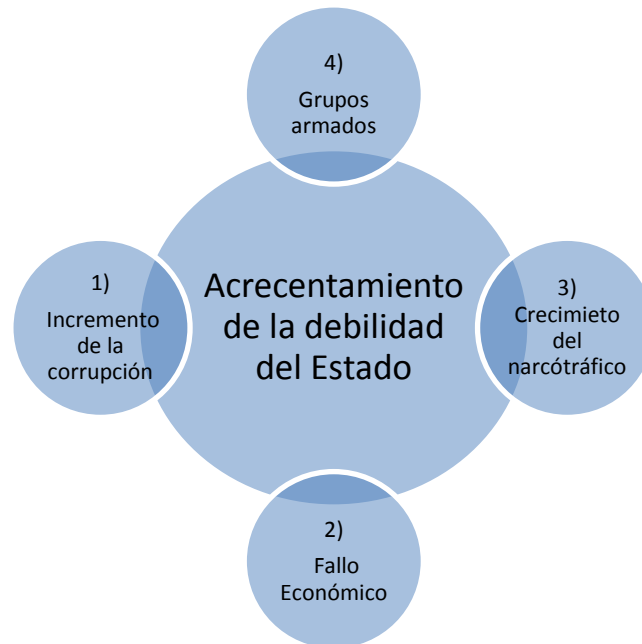 4)
Grupos
armados
Acrecentamiento
de la debilidad
del Estado
1)
Incremento
de la
corrupción
3)
Crecimieto
del
narcótráfico
2)
Fallo
Económico